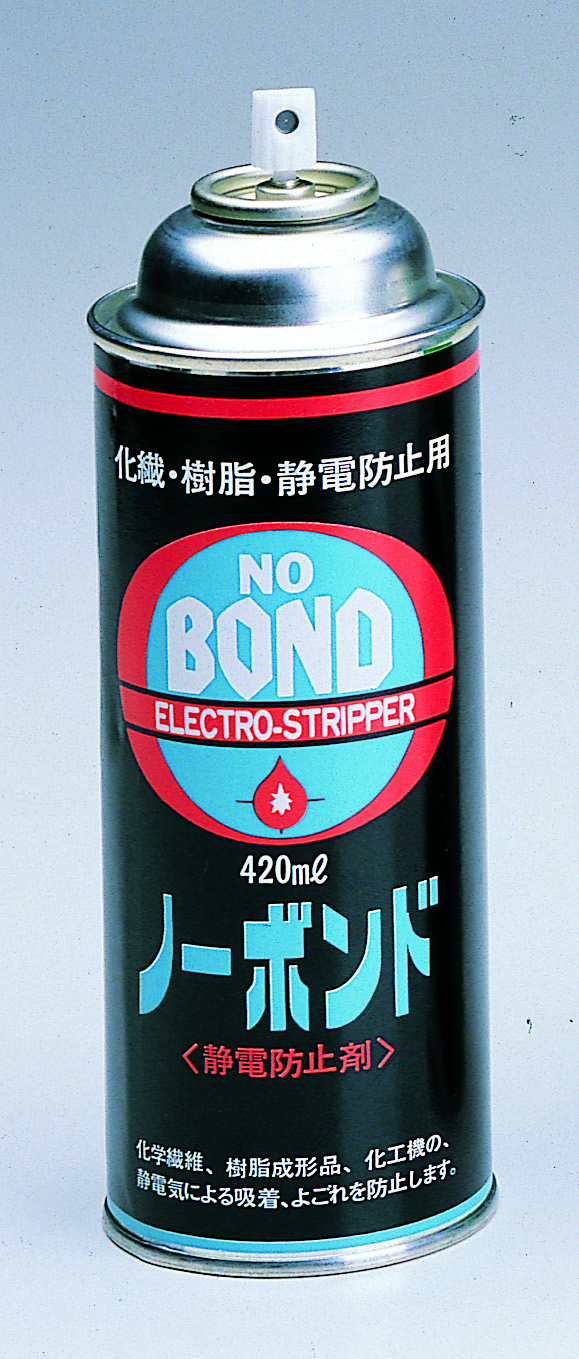 化繊・樹脂・静電防止用
NO
BOND
ELECTRO-STRIPPER
420mℓ
ノーボンド
〈静電防止剤〉
化学繊維、樹脂成形品、化工機の、
静電気による吸着、よごれを防止します。